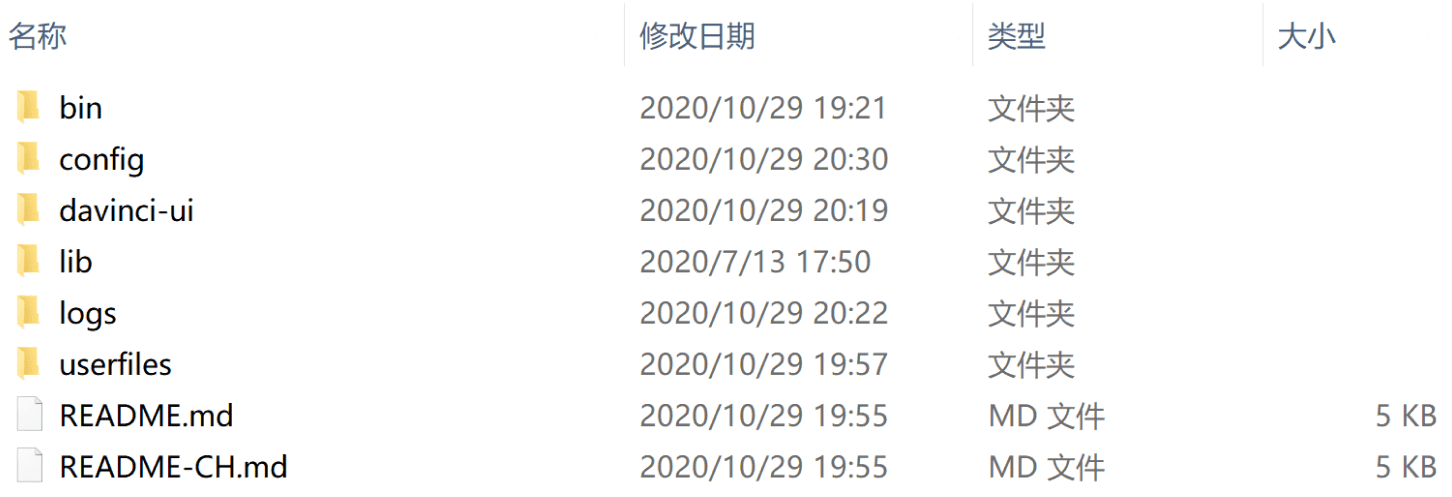 名称 修改日期 类型 大小
bin 2020/10/29 19:21 文件夹
config 2020/10/29 20:30 文件夹
davinci-ui 2020/10/29 20:19 文件夹
lib 2020/7/13 17:50 文件夹
logs 2020/10/29 20:22 文件夹
userfiles 2020/10/29 19:57 文件夹
README.md 2020/10/29 19:55 MD 文件 5 KB
README-CH.md 2020/10/29 19:55 MD 文件 5 KB